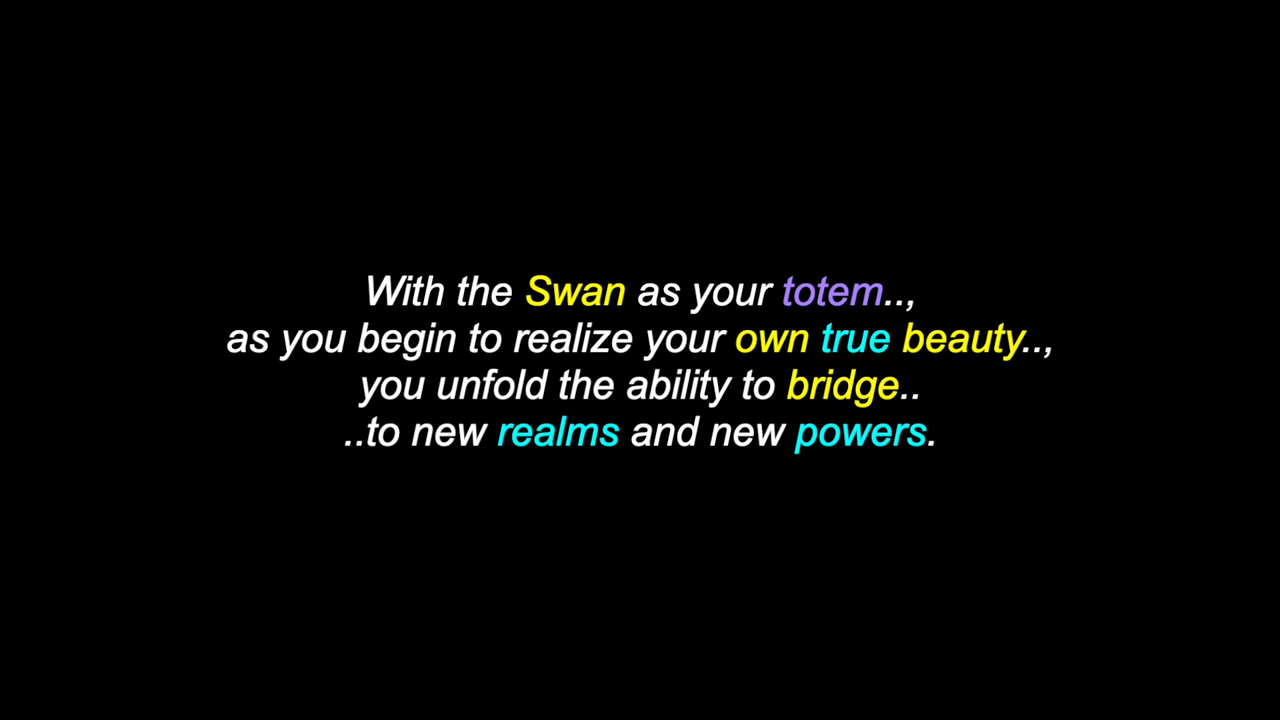 With the Swan as your totem..,
as you begin to realize your own true beauty..,
you unfold the ability to bridge..
..to new realms and new powers.